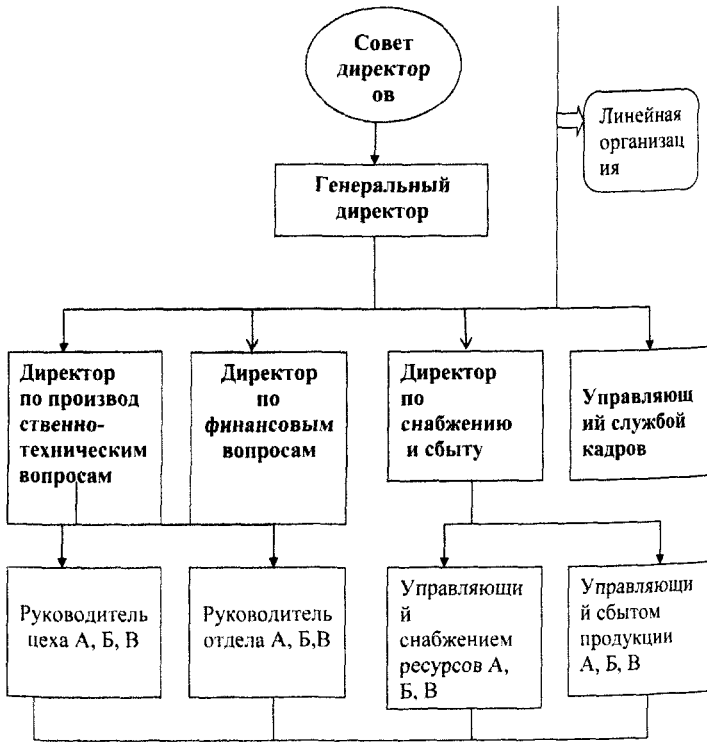 Совет
директор
ов
Линейная
организац
ия
Генеральный
директор
Директор
по производ
ственно-
техническим
вопросам
Директор
по
финансовым
вопросам
Директор
по
снабжению
и сбыту
Управляющ
ий службой
кадров
Руководитель
цеха А, Б, В
Руководитель
отдела А, Б,В
Управляющи
й
снабжением
ресурсов А,
Б, В
Управляющи
й сбытом
продукции
А, Б, В